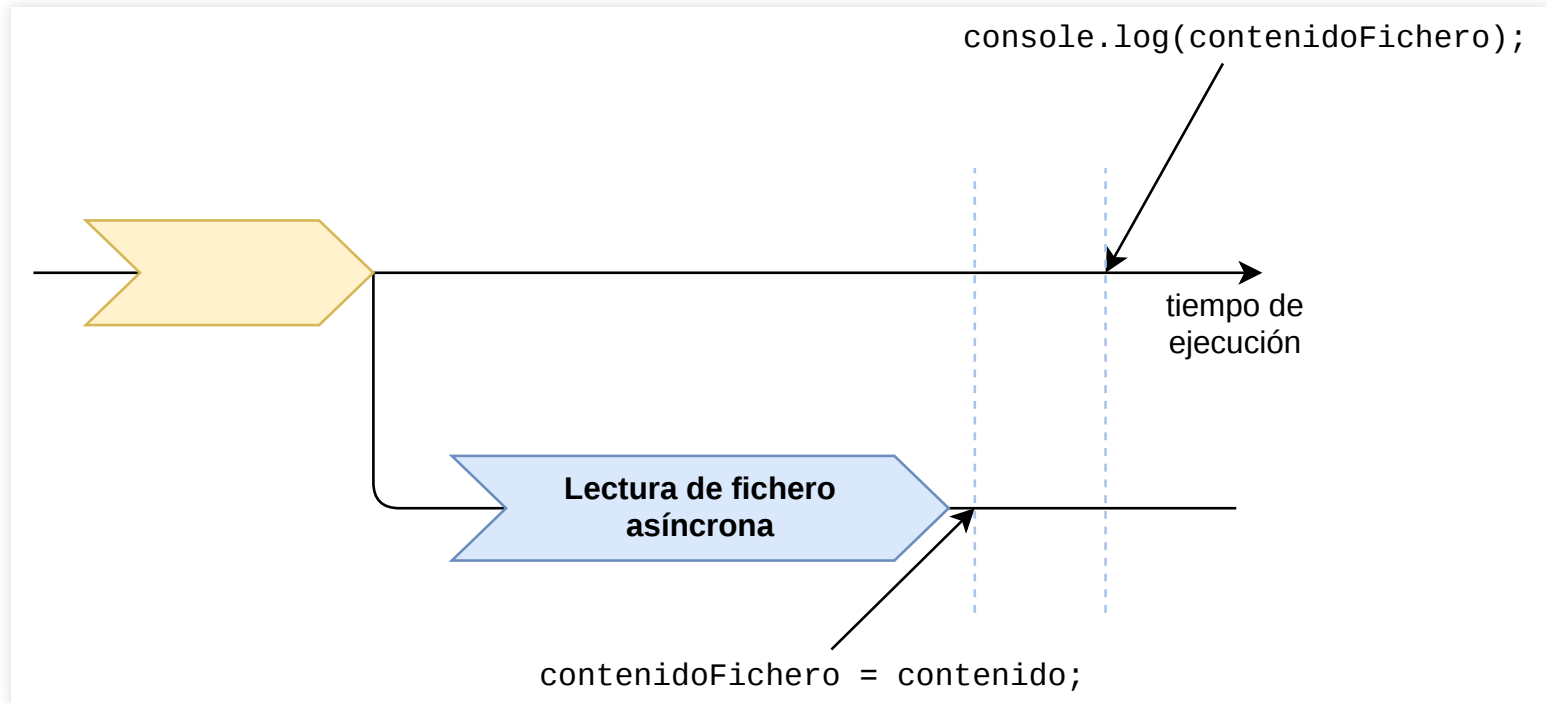 console.log(contenidoFichero);
tiempo de
ejecución
Lectura de fichero
asíncrona
contenidoFichero = contenido;